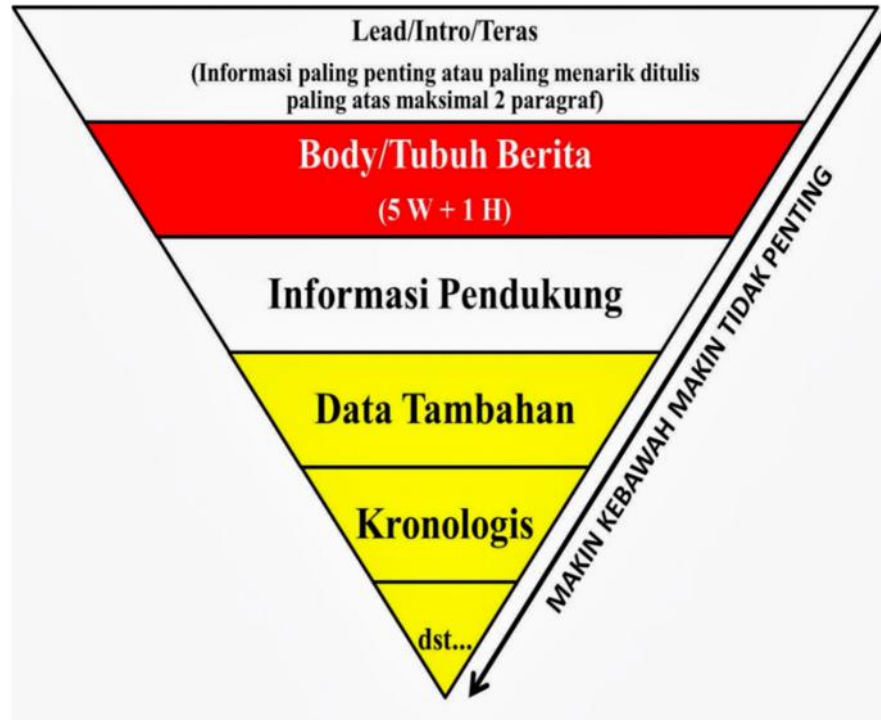 Lead/Intro/Teras
(Informasi paling penting atau paling menarik ditulis
paling atas maksimal 2 paragraf)
Body/Tubuh Berita
(5 W + 1 H)
Informasi Pendukung
Data Tambahan
Kronologis
dst...
MAKIN KEBAWAH MAKIN TIDAK PENTING